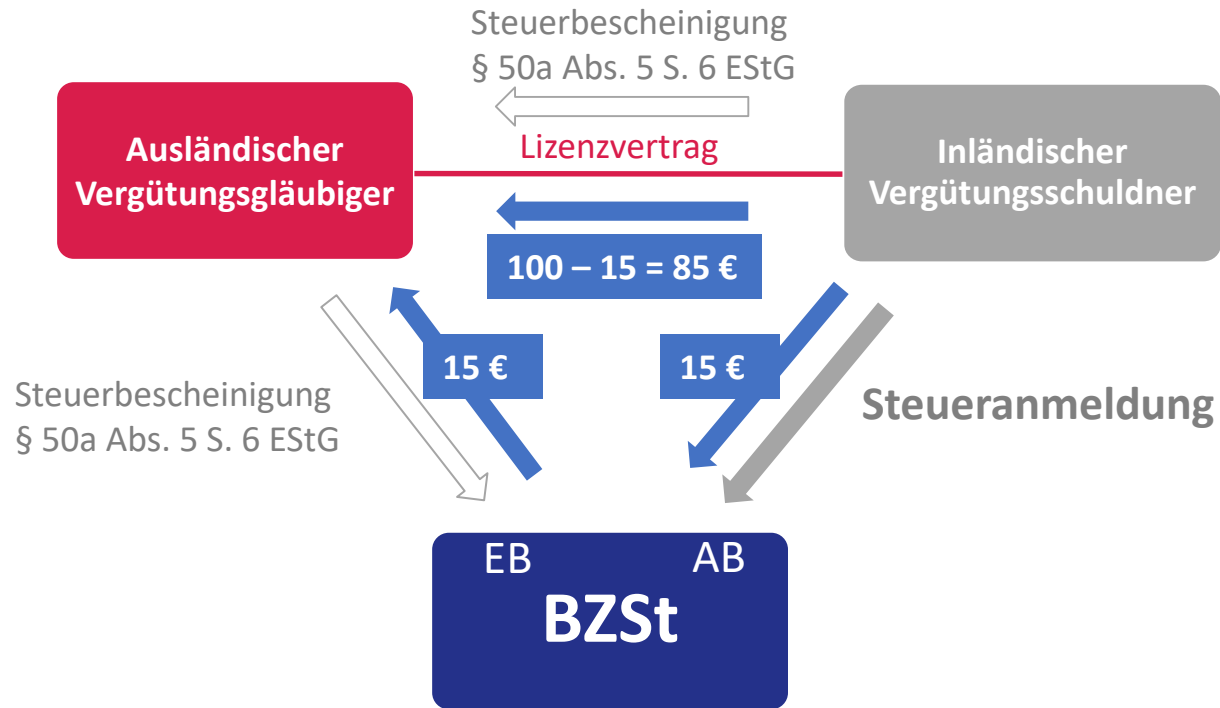 Steuerbescheinigung
§ 50a Abs. 5 S. 6 EStG
Ausländischer
Vergütungsgläubiger
Lizenzvertrag
Inländischer
Vergütungsschuldner
100 – 15 = 85 €
15 €
15 €
Steuerbescheinigung
§ 50a Abs. 5 S. 6 EStG
Steueranmeldung
EB
AB
BZSt